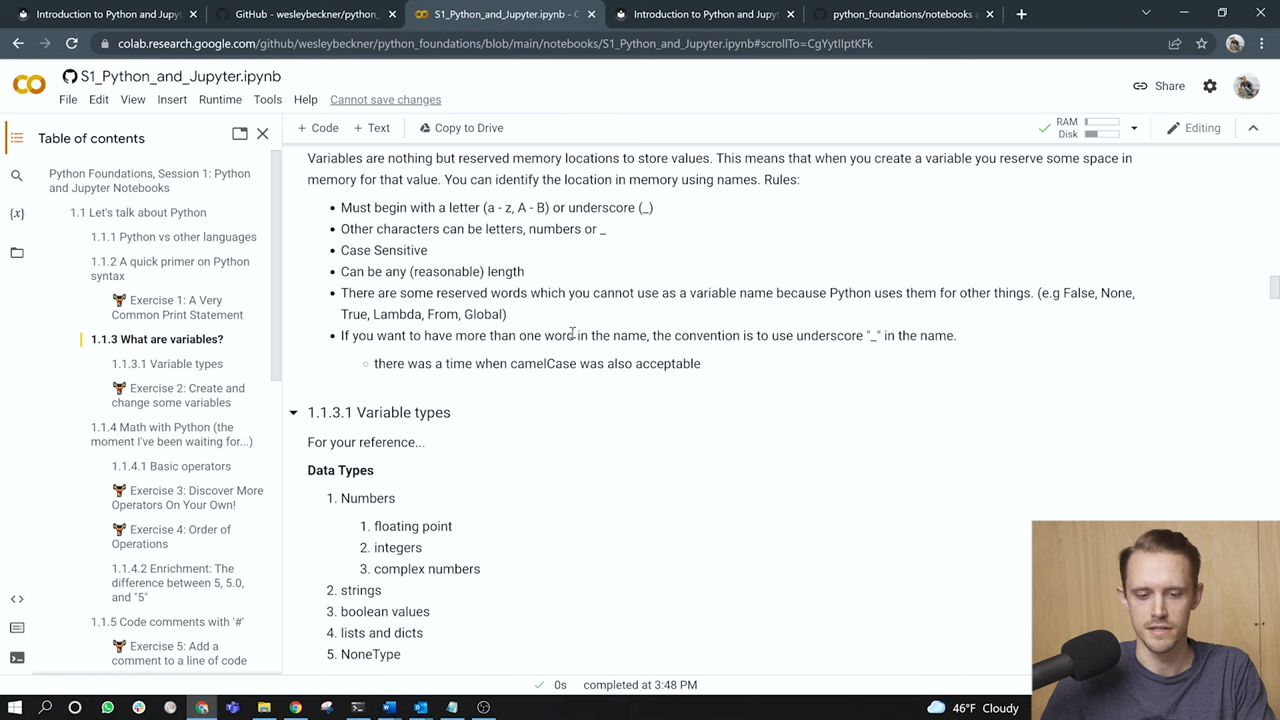 Introduction to Python and Jupyt
GitHub - wesleybeckner/python_
S1_Python_and_Jupyter.ipynb - C
Introduction to Python and Jupyt
python_foundations/notebooks a
colab.research.google.com/github/wesleybeckner/python_foundations/blob/main/notebooks/S1_Python_and_Jupyter.ipynb#scrollTo=CgYytIIptKFk
S1_Python_and_Jupyter.ipynb
File Edit View Insert Runtime Tools Help Cannot save changes
Share
+ Code + Text Copy to Drive
RAM
Disk
Editing
Table of contents
Python Foundations, Session 1: Python
and Jupyter Notebooks
1.1 Let's talk about Python
1.1.1 Python vs other languages
1.1.2 A quick primer on Python
syntax
Exercise 1: A Very
Common Print Statement
1.1.3 What are variables?
1.1.3.1 Variable types
Exercise 2: Create and
change some variables
1.1.4 Math with Python (the
moment I've been waiting for...)
1.1.4.1 Basic operators
Exercise 3: Discover More
Operators On Your Own!
Exercise 4: Order of
Operations
1.1.4.2 Enrichment: The
difference between 5, 5.0,
and "5"
1.1.5 Code comments with '#'
Exercise 5: Add a
comment to a line of code
Variables are nothing but reserved memory locations to store values. This means that when you create a variable you reserve some space in
memory for that value. You can identify the location in memory using names. Rules:
• Must begin with a letter (a - z, A - B) or underscore (_)
• Other characters can be letters, numbers or _
• Case Sensitive
• Can be any (reasonable) length
• There are some reserved words which you cannot use as a variable name because Python uses them for other things. (e.g False, None,
True, Lambda, From, Global)
• If you want to have more than one word in the name, the convention is to use underscore "_" in the name.
◦ there was a time when camelCase was also acceptable
1.1.3.1 Variable types
For your reference...
Data Types
1. Numbers
1. floating point
2. integers
3. complex numbers
2. strings
3. boolean values
4. lists and dicts
5. NoneType
0s completed at 3:48 PM
46°F Cloudy